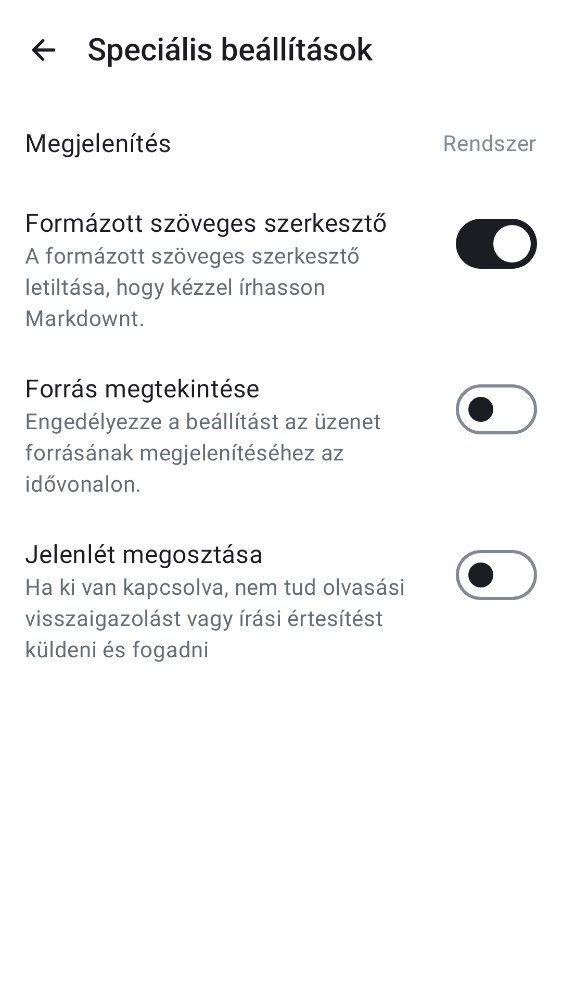 Speciális beállítások
Megjelenítés
Rendszer
Formázott szöveges szerkesztő
A formázott szöveges szerkesztő
letiltása, hogy kézzel írhasson
Markdownt.
Forrás megtekintése
Engedélyezze a beállítást az üzenet
forrásának megjelenítéséhez az
idővonalon.
Jelenlét megosztása
Ha ki van kapcsolva, nem tud olvasási
visszaigazolást vagy írási értesítést
küldeni és fogadni